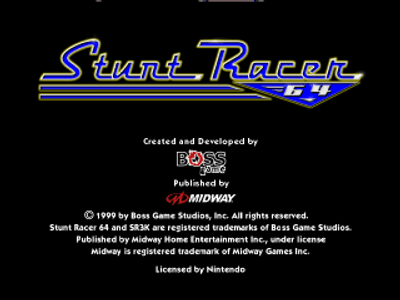 Stunt Racer
64
Created and Developed by
BOSS
game
Published by
MIDWAY
© 1999 by Boss Game Studios, Inc. All rights reserved.
Stunt Racer 64 and SR3K are registered trademarks of Boss Game Studios.
Published by Midway Home Entertainment Inc., under license
Midway is registered trademark of Midway Games Inc.
Licensed by Nintendo